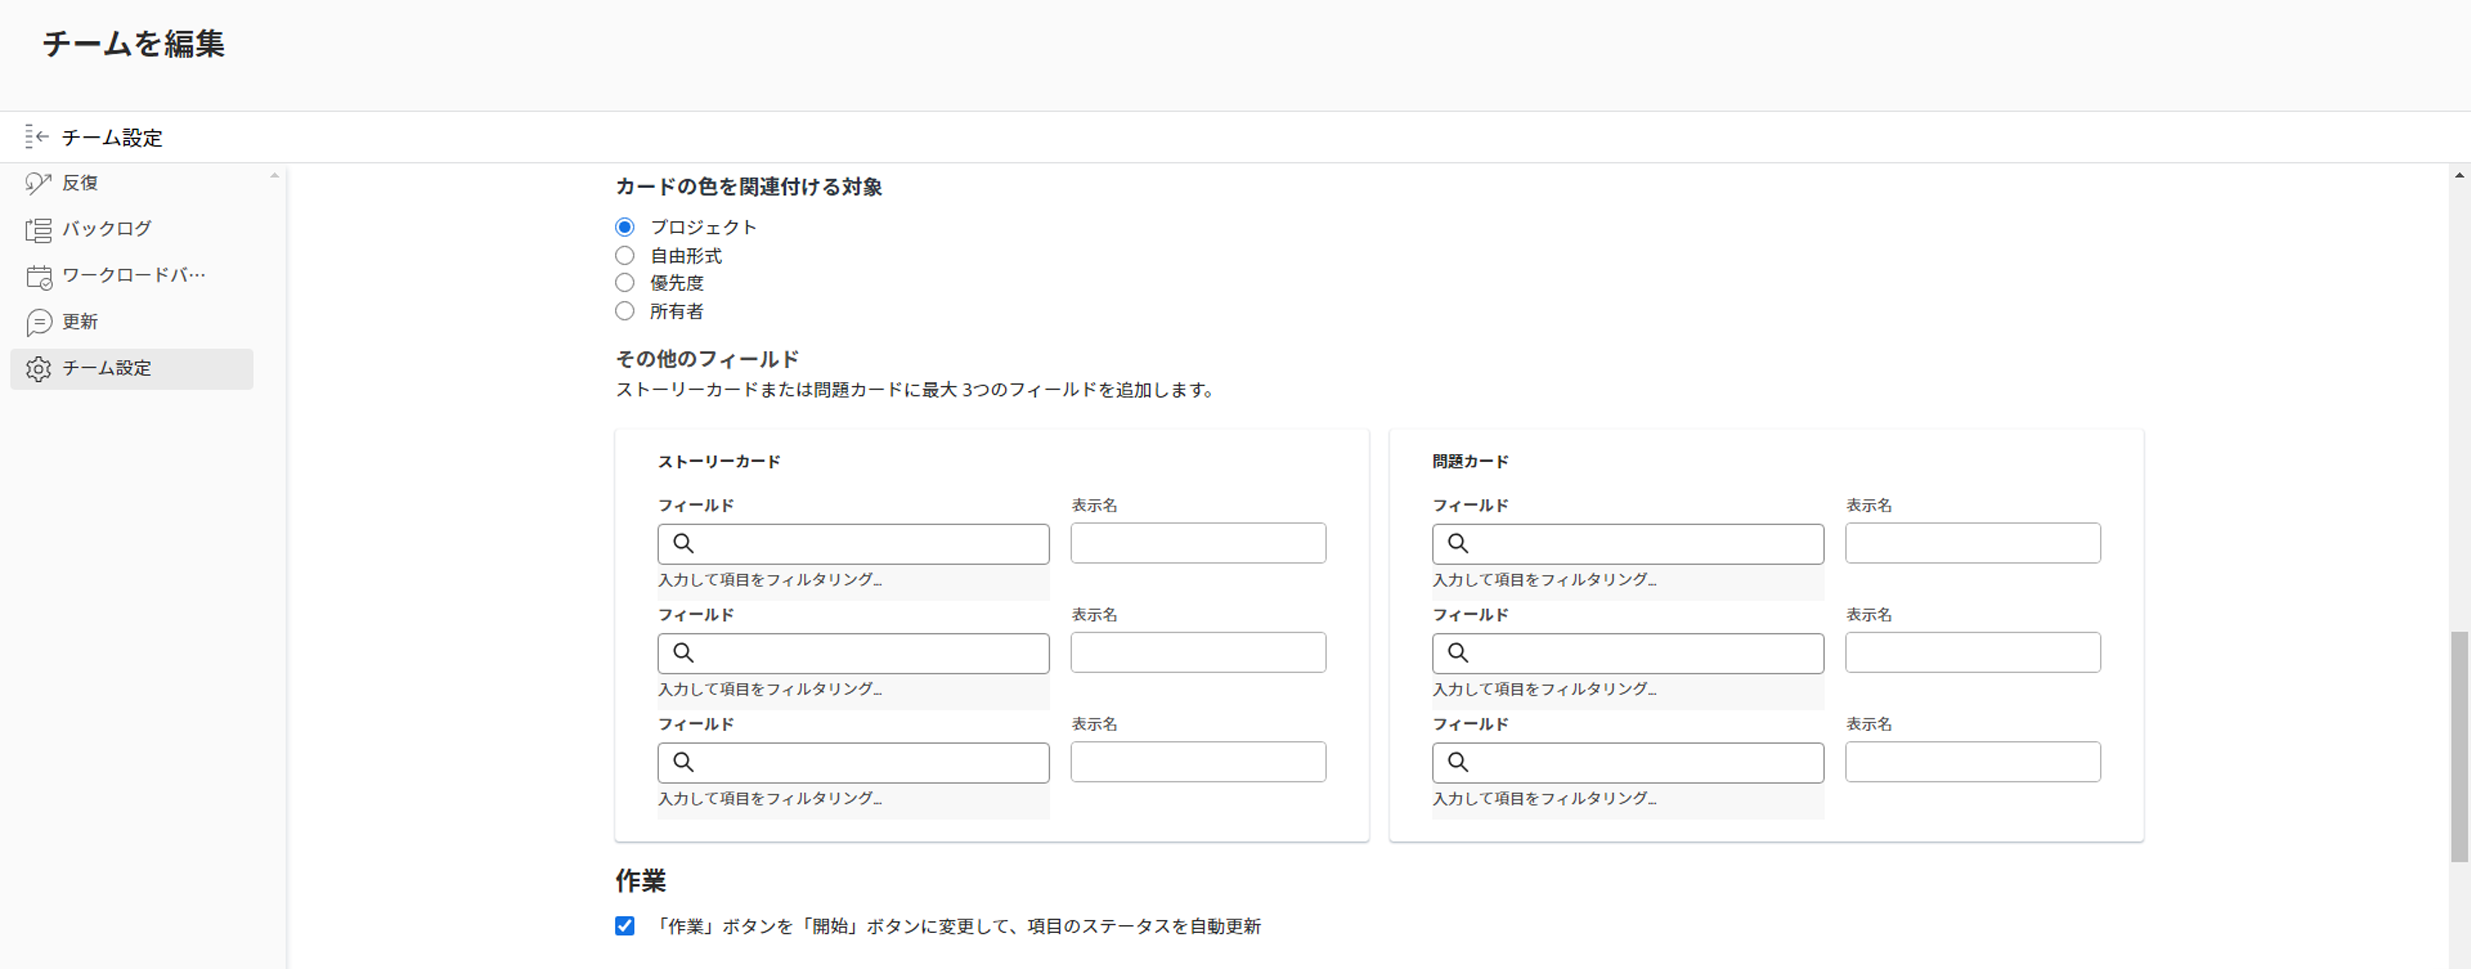 チームを編集
チーム設定
反復
バックログ
ワークロードバ…
更新
チーム設定
カードの色を関連付ける対象
プロジェクト
自由形式
優先度
所有者
その他のフィールド
ストーリーカードまたは問題カードに最大 3つのフィールドを追加します。
ストーリーカード
フィールド 表示名
入力して項目をフィルタリング...
フィールド 表示名
入力して項目をフィルタリング...
フィールド 表示名
入力して項目をフィルタリング...
問題カード
フィールド 表示名
入力して項目をフィルタリング...
フィールド 表示名
入力して項目をフィルタリング...
フィールド 表示名
入力して項目をフィルタリング...
作業
「作業」ボタンを「開始」ボタンに変更して、項目のステータスを自動更新